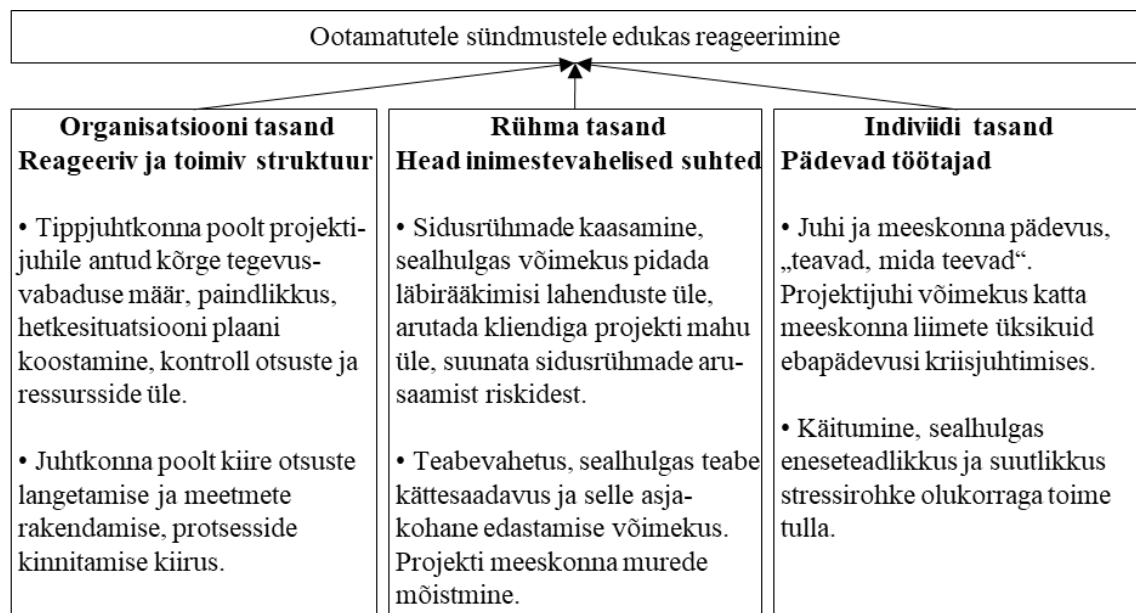 Ootamatutele sündmustele edukas reageerimine
Organisatsiooni tasand
Reageeriv ja toimiv struktuur
• Tippjuhtkonna poolt projekti-
juhile antud kõrge tegevus-
vabaduse määr, paindlikkus,
hetkesituatsiooni plaani
koostamine, kontroll otsuste ja
ressursside üle.
• Juhtkonna poolt kiire otsuste
langetamise ja meetmete
rakendamise, protsesside
kinnitamise kiirus.
Rühma tasand
Head inimestevahelised suhted
• Sidusrühmade kaasamine,
sealhulgas võimekus pidada
läbirääkimisi lahenduste üle,
arutada kliendiga projekti mahu
üle, suunata sidusrühmade aru-
saamist riskidest.
• Teabevahetus, sealhulgas teabe
kättesaadavus ja selle asja-
kohane edastamise võimekus.
Projekti meeskonna murede
mõistmine.
Indiviidi tasand
Pädevad töötajad
• Juhi ja meeskonna pädevus,
„teavad, mida teevad“.
Projektijuhi võimekus katta
meeskonna liimete üksikuid
ebapädevusi kriisjuhtimises.
• Käitumine, sealhulgas
eneseteadlikkus ja suutlikkus
stressirohke olukorraga toime
tulla.